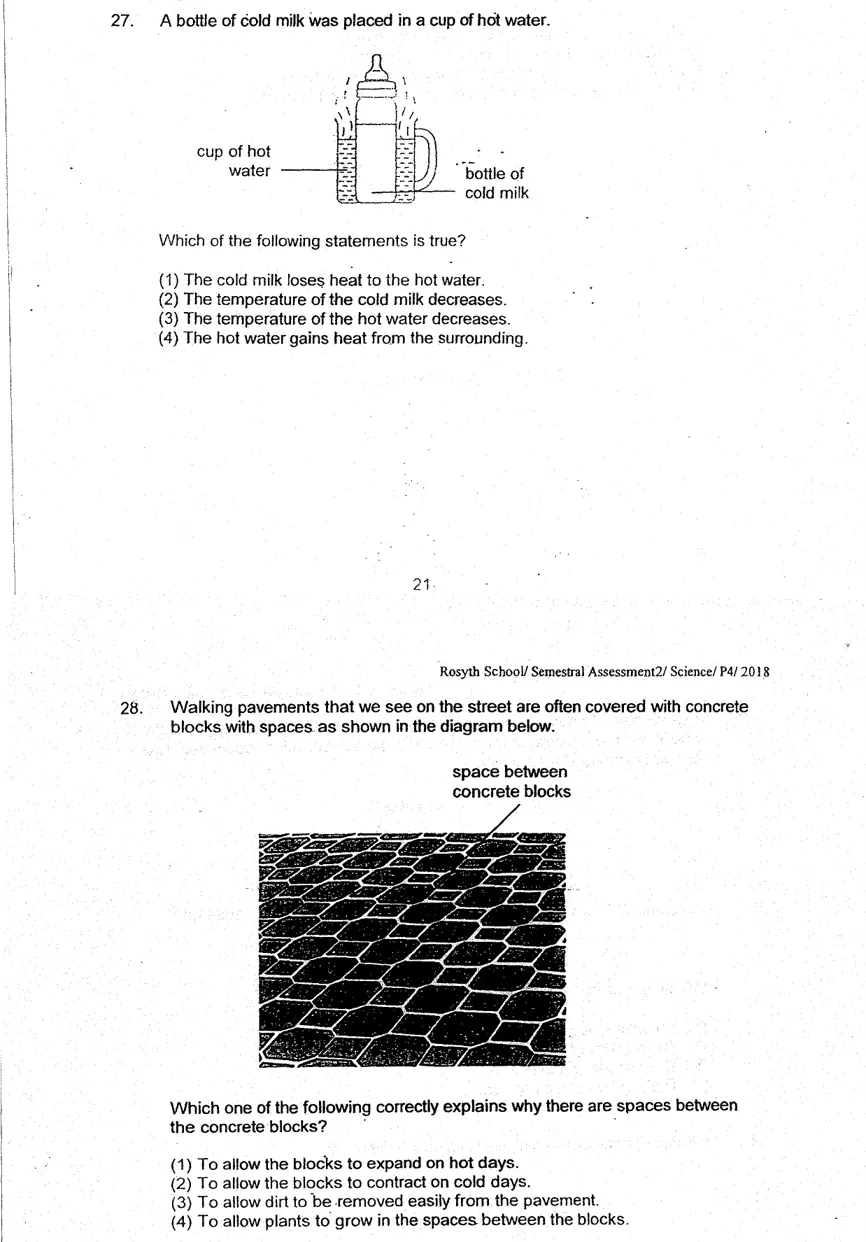 27. A bottle of cold milk was placed in a cup of hot water.
cup of hot
water
bottle of
cold milk
Which of the following statements is true?
(1) The cold milk loses heat to the hot water.
(2) The temperature of the cold milk decreases.
(3) The temperature of the hot water decreases.
(4) The hot water gains heat from the surrounding.
21
Rosyth School/ Semestral Assessment2/ Science/ P4/ 2018
28. Walking pavements that we see on the street are often covered with concrete
blocks with spaces as shown in the diagram below.
space between
concrete blocks
Which one of the following correctly explains why there are spaces between
the concrete blocks?
(1) To allow the blocks to expand on hot days.
(2) To allow the blocks to contract on cold days.
(3) To allow dirt to be removed easily from the pavement.
(4) To allow plants to grow in the spaces between the blocks.